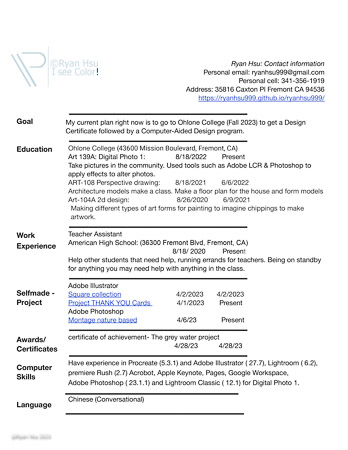 ©Ryan Hsu
I see Color!
Ryan Hsu: Contact information
Personal email: ryanhsu999@gmail.com
Personal cell: 341-356-1919
Address: 35816 Caxton Pl Fremont CA 94536
https://ryanhsu999.github.io/ryanhsu999/
Goal
My current plan right now is to go to Ohlone College (Fall 2023) to get a Design
Certificate followed by a Computer-Aided Design program.
Education
Ohlone College (43600 Mission Boulevard, Fremont, CA)
Art 139A: Digital Photo 1: 8/18/2022 Present
Take pictures in the community. Used tools such as Adobe LCR & Photoshop to
apply effects to alter photos.
ART-108 Perspective drawing: 8/18/2021 6/6/2022
Architecture models make a class. Make a floor plan for the house and form models
Art-104A 2d design: 8/26/2020 6/9/2021
Making different types of art forms for painting to imagine chippings to make
artwork.
Work
Experience
Teacher Assistant
American High School: (36300 Fremont Blvd, Fremont, CA)
8/18/ 2020 Present
Help other students that need help, running errands for teachers. Being on standby
for anything you may need help with anything in the class.
Selfmade -
Project
Adobe Illustrator
Square collection 4/2/2023 4/2/2023
Project THANK YOU Cards 4/1/2023 Present
Adobe Photoshop
Montage nature based 4/6/23 Present
Awards/
Certificates
certificate of achievement- The grey water project
4/28/23 4/28/23
Computer
Skills
Have experience in Procreate (5.3.1) and Adobe Illustrator ( 27.7), Lightroom ( 6.2),
premiere Rush (2.7) Acrobot, Apple Keynote, Pages, Google Workspace,
Adobe Photoshop ( 23.1.1) and Lightroom Classic ( 12.1) for Digital Photo 1.
Language
Chinese (Conversational)
©Ryan Hsu 2023